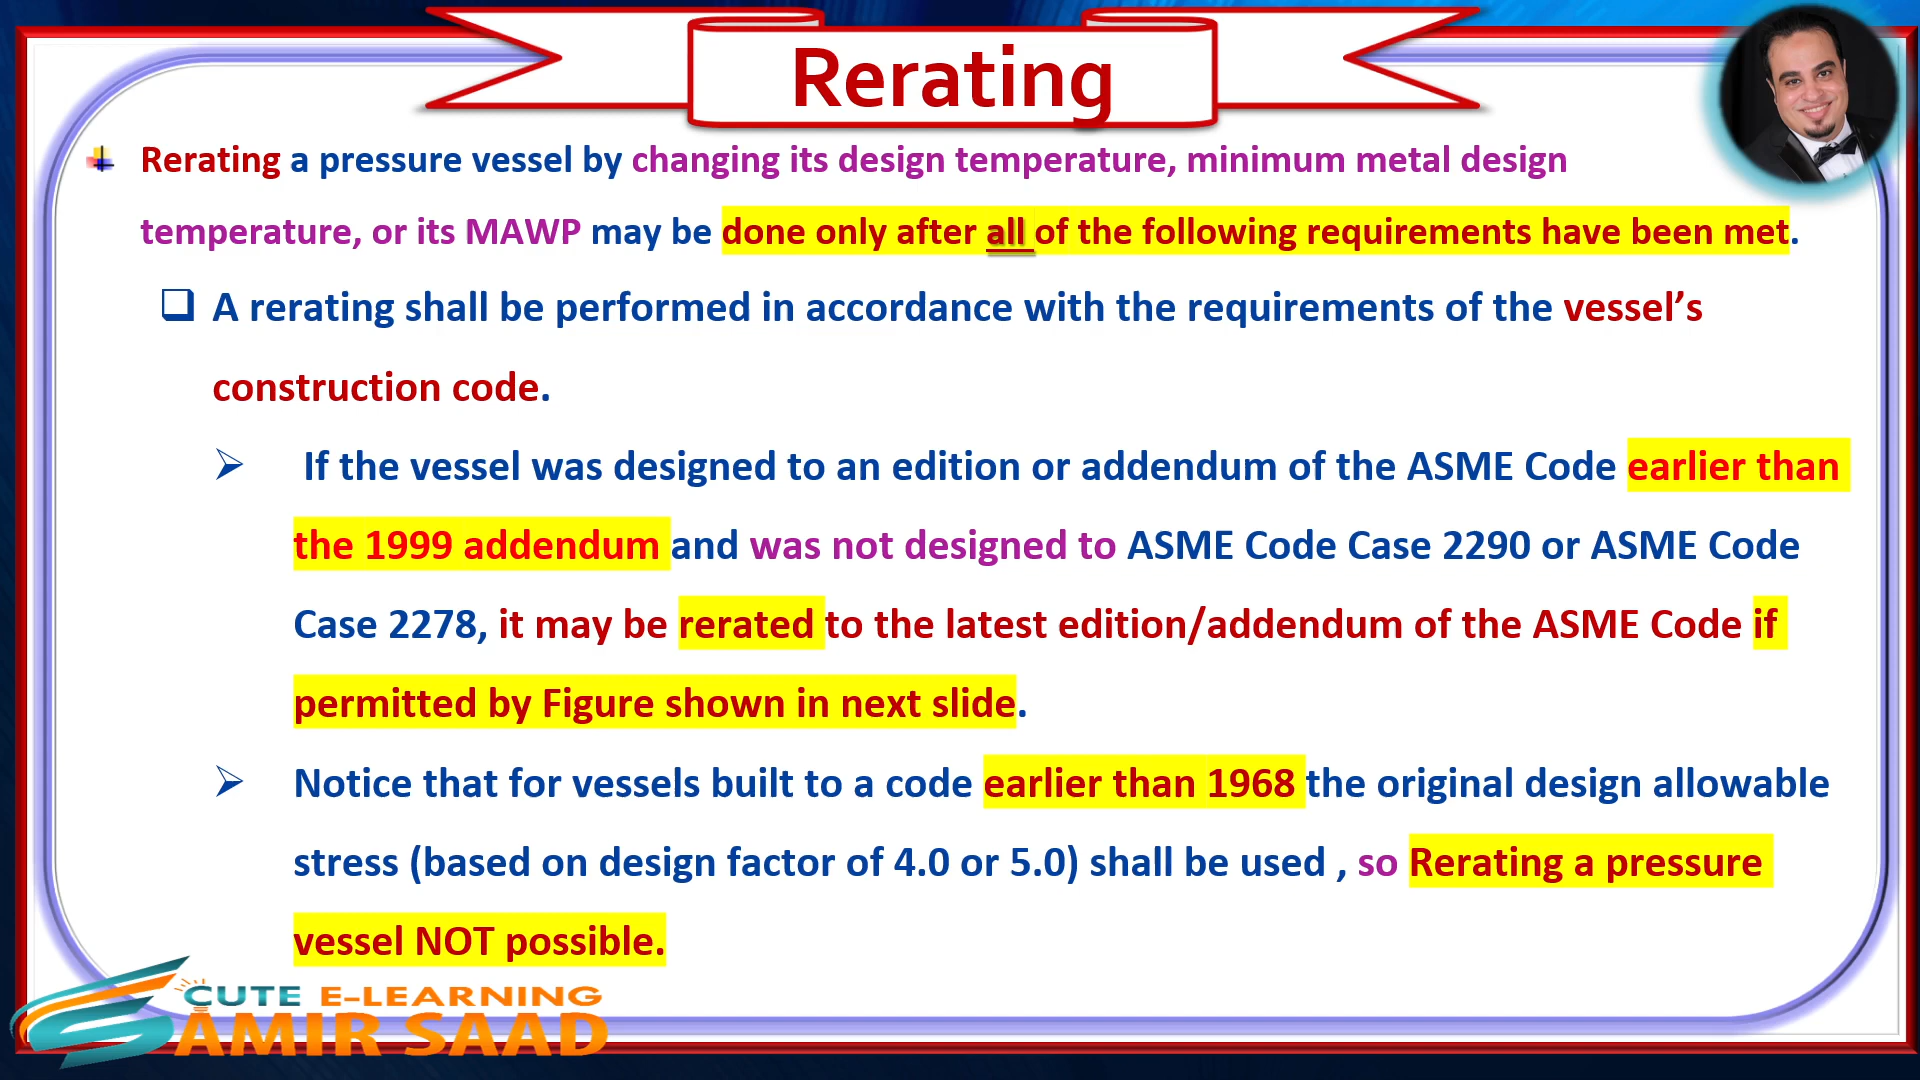 Rerating
Rerating a pressure vessel by changing its design temperature, minimum metal design
temperature, or its MAWP may be done only after all of the following requirements have been met.
A rerating shall be performed in accordance with the requirements of the vessel’s
construction code.
If the vessel was designed to an edition or addendum of the ASME Code earlier than
the 1999 addendum and was not designed to ASME Code Case 2290 or ASME Code
Case 2278, it may be rerated to the latest edition/addendum of the ASME Code if
permitted by Figure shown in next slide.
Notice that for vessels built to a code earlier than 1968 the original design allowable
stress (based on design factor of 4.0 or 5.0) shall be used , so Rerating a pressure
vessel NOT possible.
CUTE E-LEARNING
AMIR SAAD